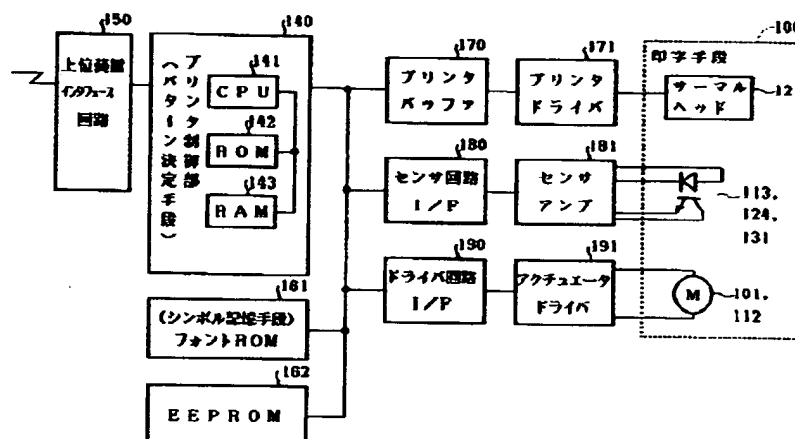 150
上位装置
インタフェース
回路
140
プリンタ制御部
（パターン決定手段）
141
CPU
142
ROM
143
RAM
161
（シンボル記憶手段）
フォントROM
162
EEPROM
170
プリンタ
バッファ
171
プリンタ
ドライバ
180
センサ回路
I/F
181
センサ
アンプ
190
ドライバ回路
I/F
191
アクチュエータ
ドライバ
100
印字手段
サーマル
ヘッド
12
113,
124,
131
M
101,
112